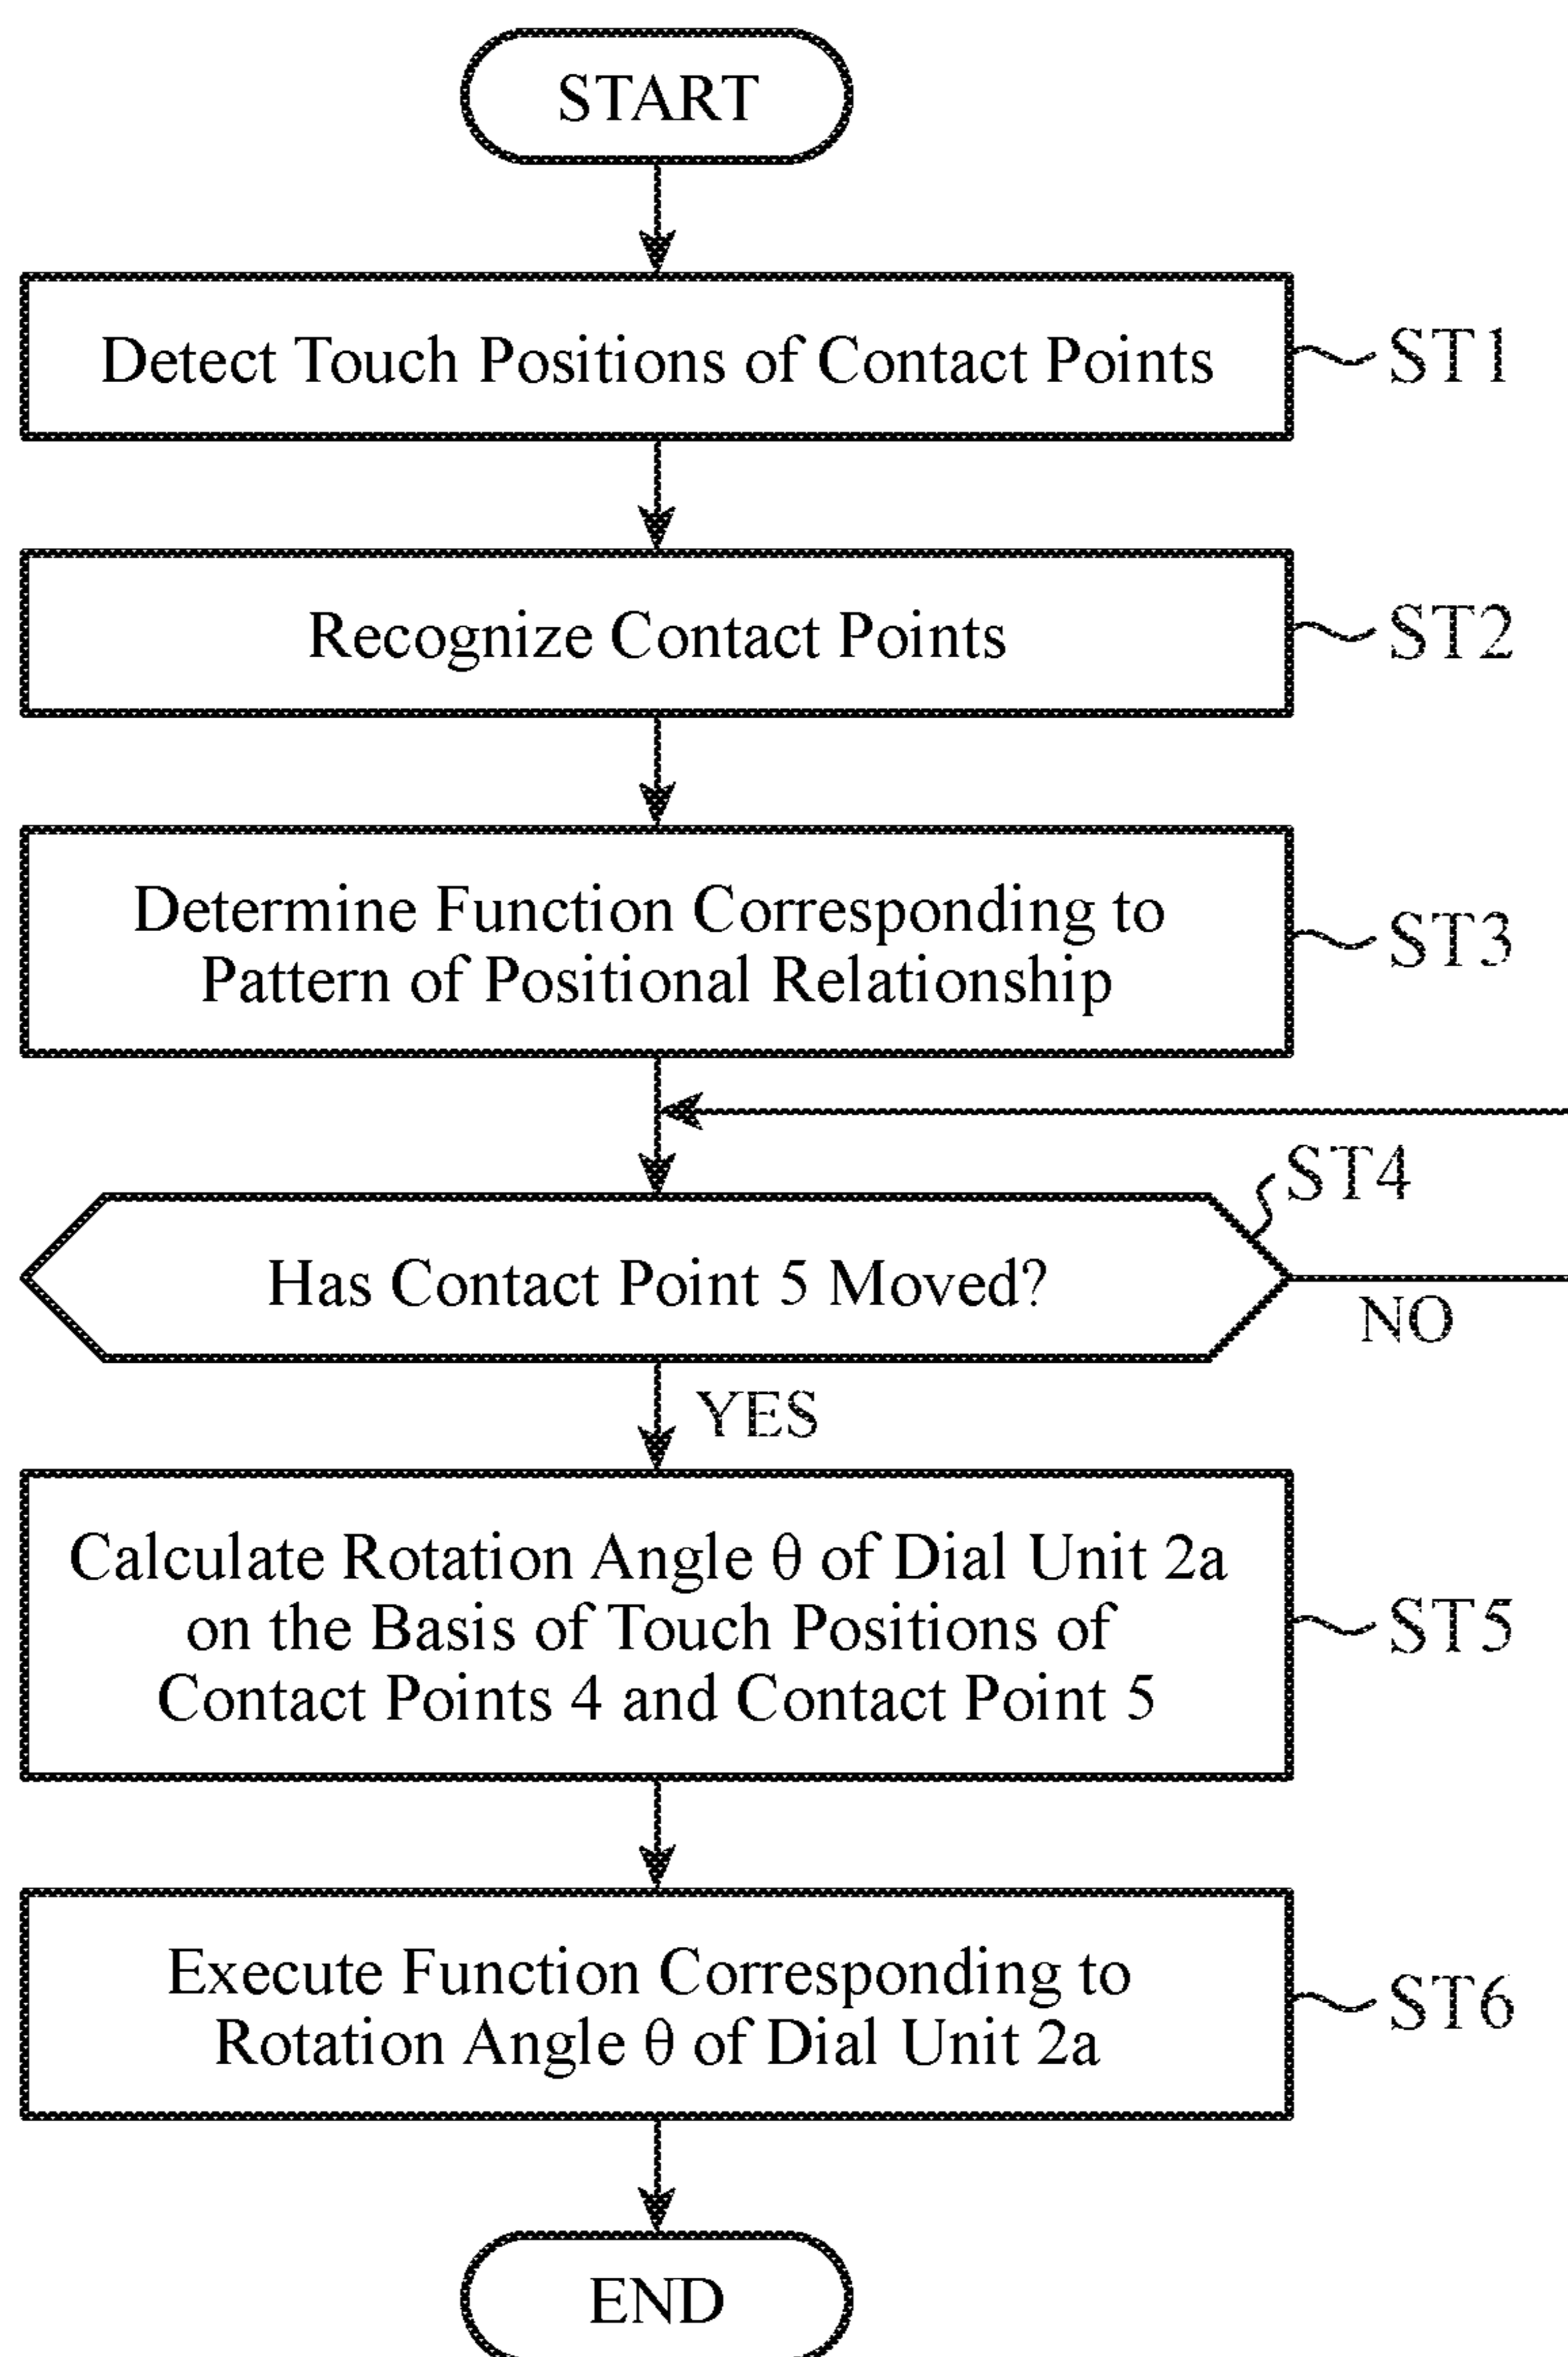 START
Detect Touch Positions of Contact Points
ST1
Recognize Contact Points
ST2
Determine Function Corresponding to
Pattern of Positional Relationship
ST3
ST4
Has Contact Point 5 Moved?
NO
YES
Calculate Rotation Angle θ of Dial Unit 2a
on the Basis of Touch Positions of
Contact Points 4 and Contact Point 5
ST5
Execute Function Corresponding to
Rotation Angle θ of Dial Unit 2a
ST6
END